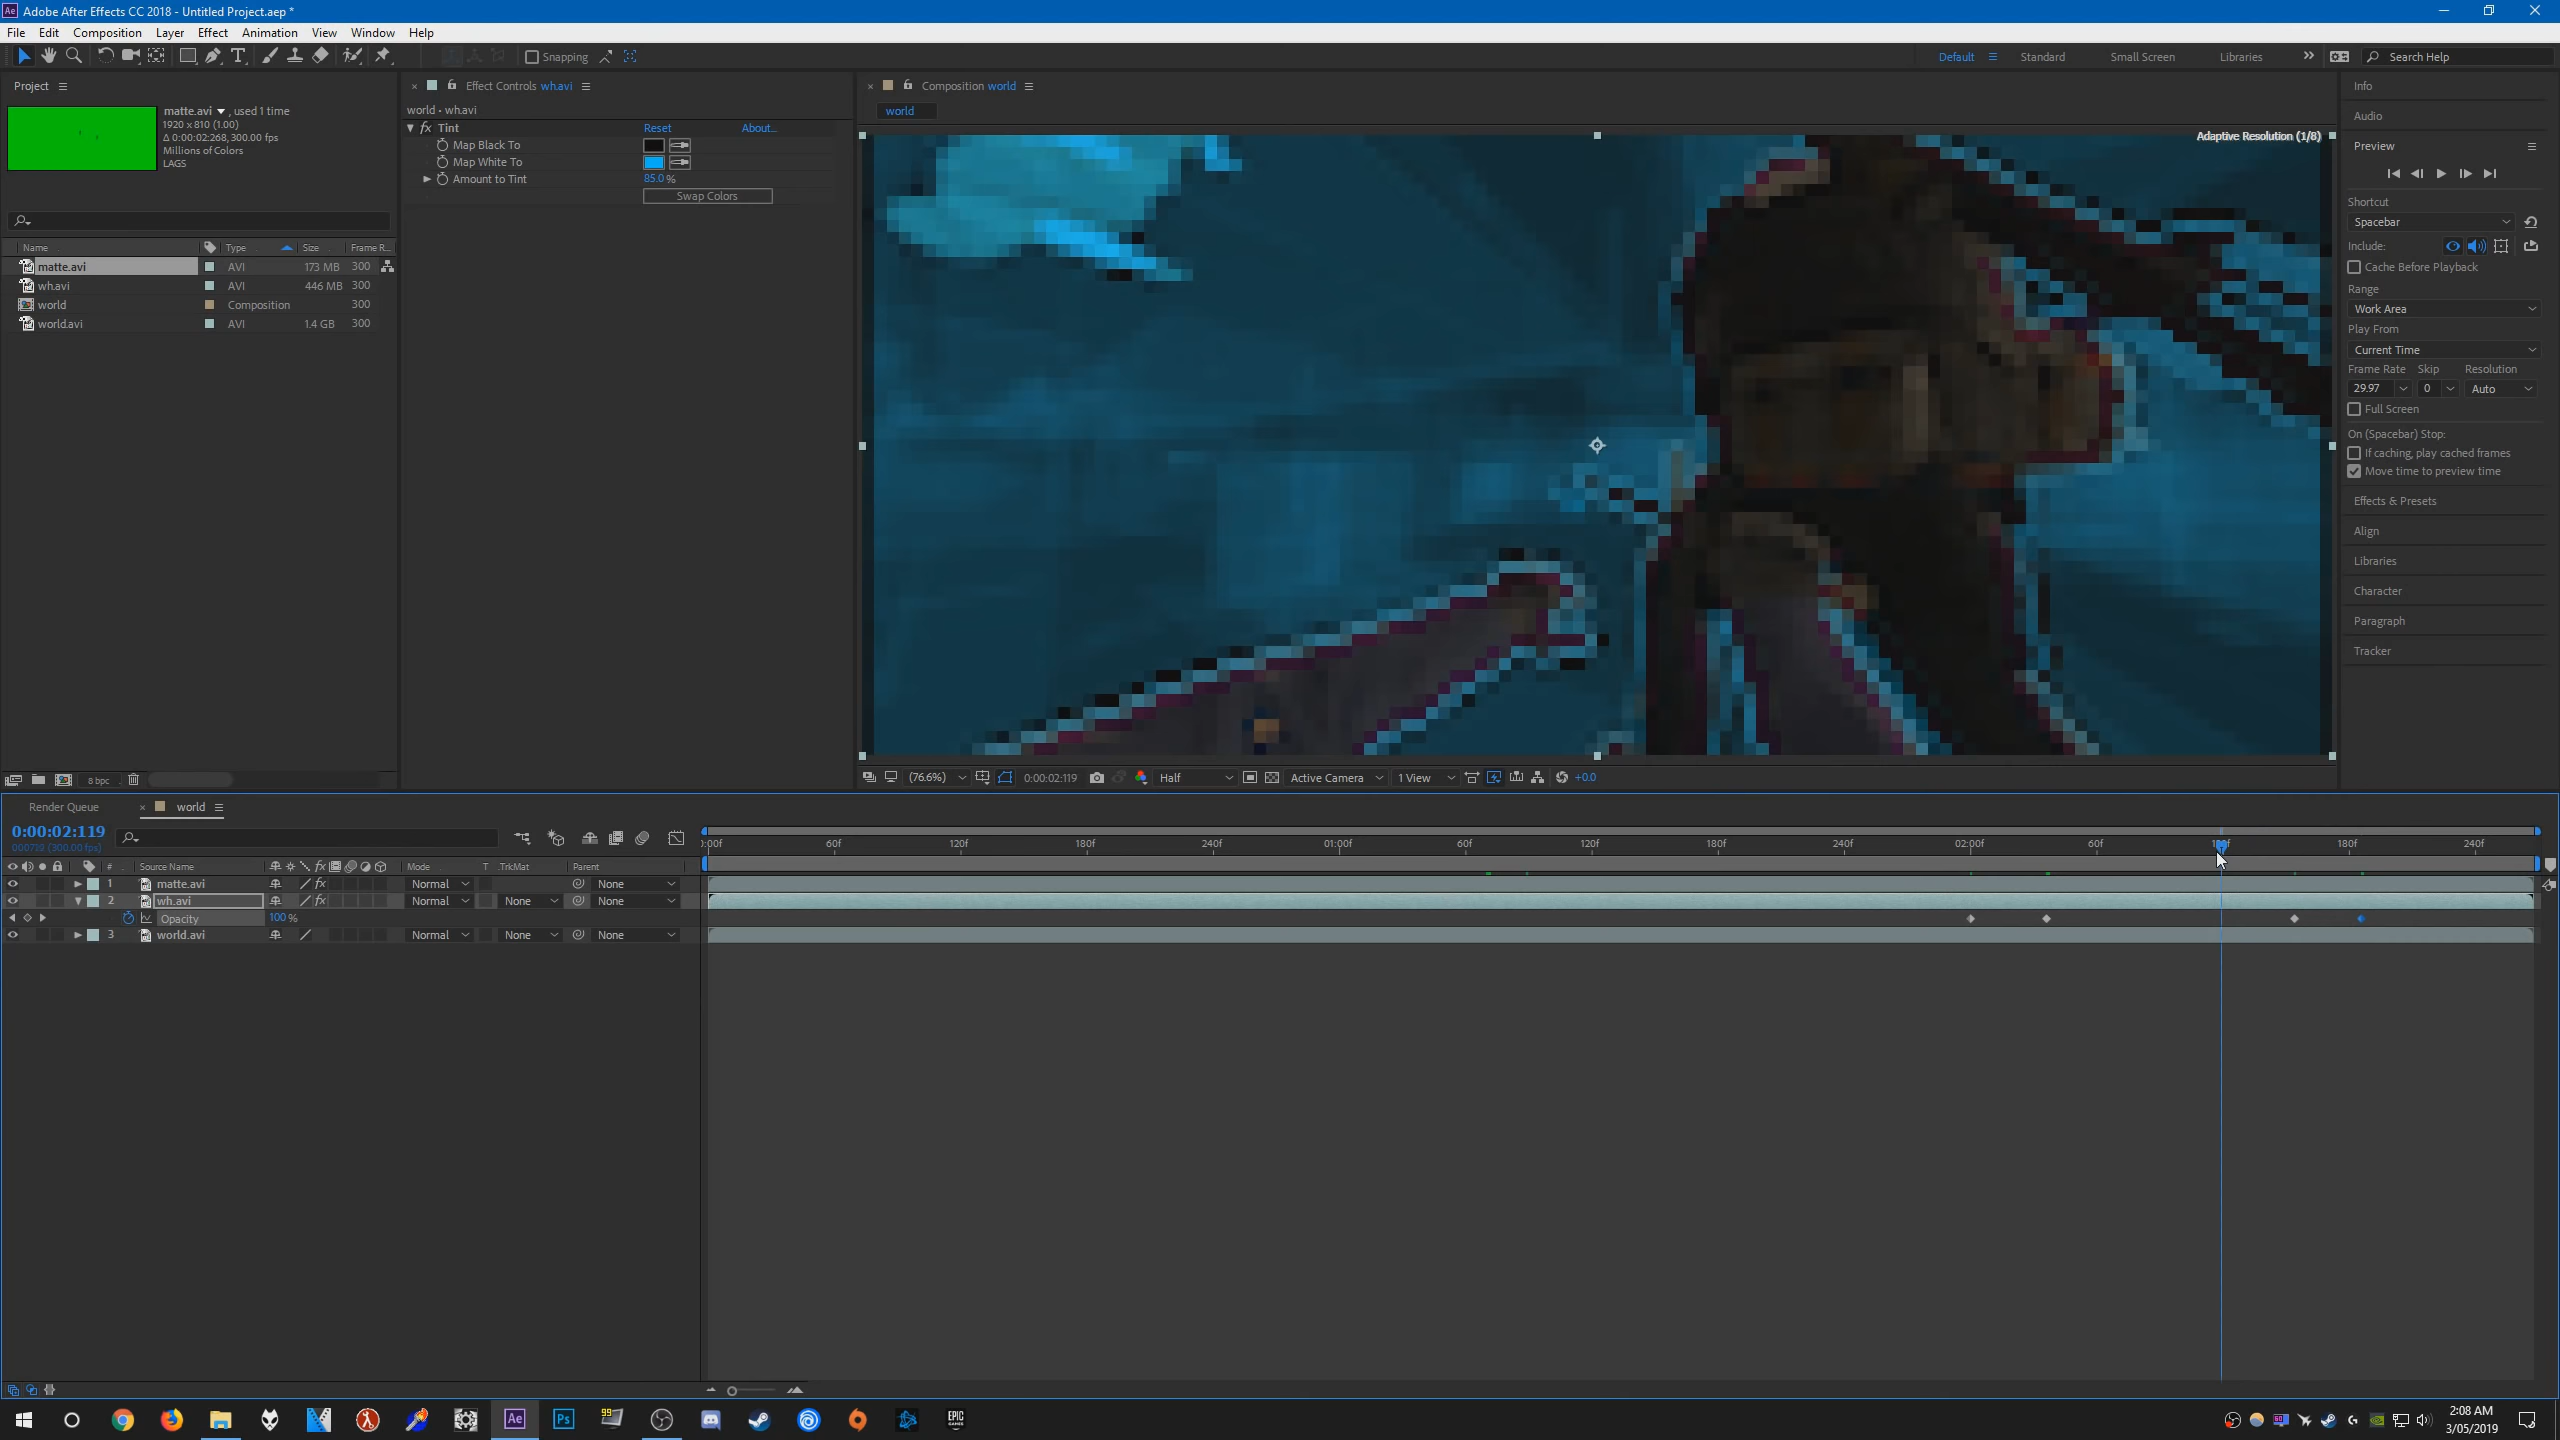 Adobe After Effects CC 2018 - Untitled Project.aep *
File Edit Composition Layer Effect Animation View Window Help
Snapping
Default Standard Small Screen Libraries Search Help
Project
matte.avi , used 1 time
1920 x 810 (1.00)
Δ 0:00:02:268, 300.00 fps
Millions of Colors
LAGS
Name Type Size Frame R...
matte.avi AVI 173 MB 300
wh.avi AVI 446 MB 300
world Composition 300
world.avi AVI 1.4 GB 300
8 bpc
Effect Controls wh.avi
world • wh.avi
fx Tint Reset About...
Map Black To
Map White To
Amount to Tint 85.0 %
Swap Colors
Composition world
world
Adaptive Resolution (1/8)
(76.6%) 0:00:02:119 Half Active Camera 1 View +0.0
Info
Audio
Preview
Shortcut
Spacebar
Include:
Cache Before Playback
Range
Work Area
Play From
Current Time
Frame Rate Skip Resolution
29.97 0 Auto
Full Screen
On (Spacebar) Stop:
If caching, play cached frames
Move time to preview time
Effects & Presets
Align
Libraries
Character
Paragraph
Tracker
Render Queue world
0:00:02:119
000719 (300.00 fps)
:00f 60f 120f 180f 240f 01:00f 60f 120f 180f 240f 02:00f 60f 180f 240f
# Source Name fx Mode T .TrkMat Parent
1 matte.avi fx Normal None
2 wh.avi fx Normal None None
Opacity 100 %
3 world.avi Normal None None
Ae Ps 99 EPIC GAMES
2:08 AM
3/05/2019